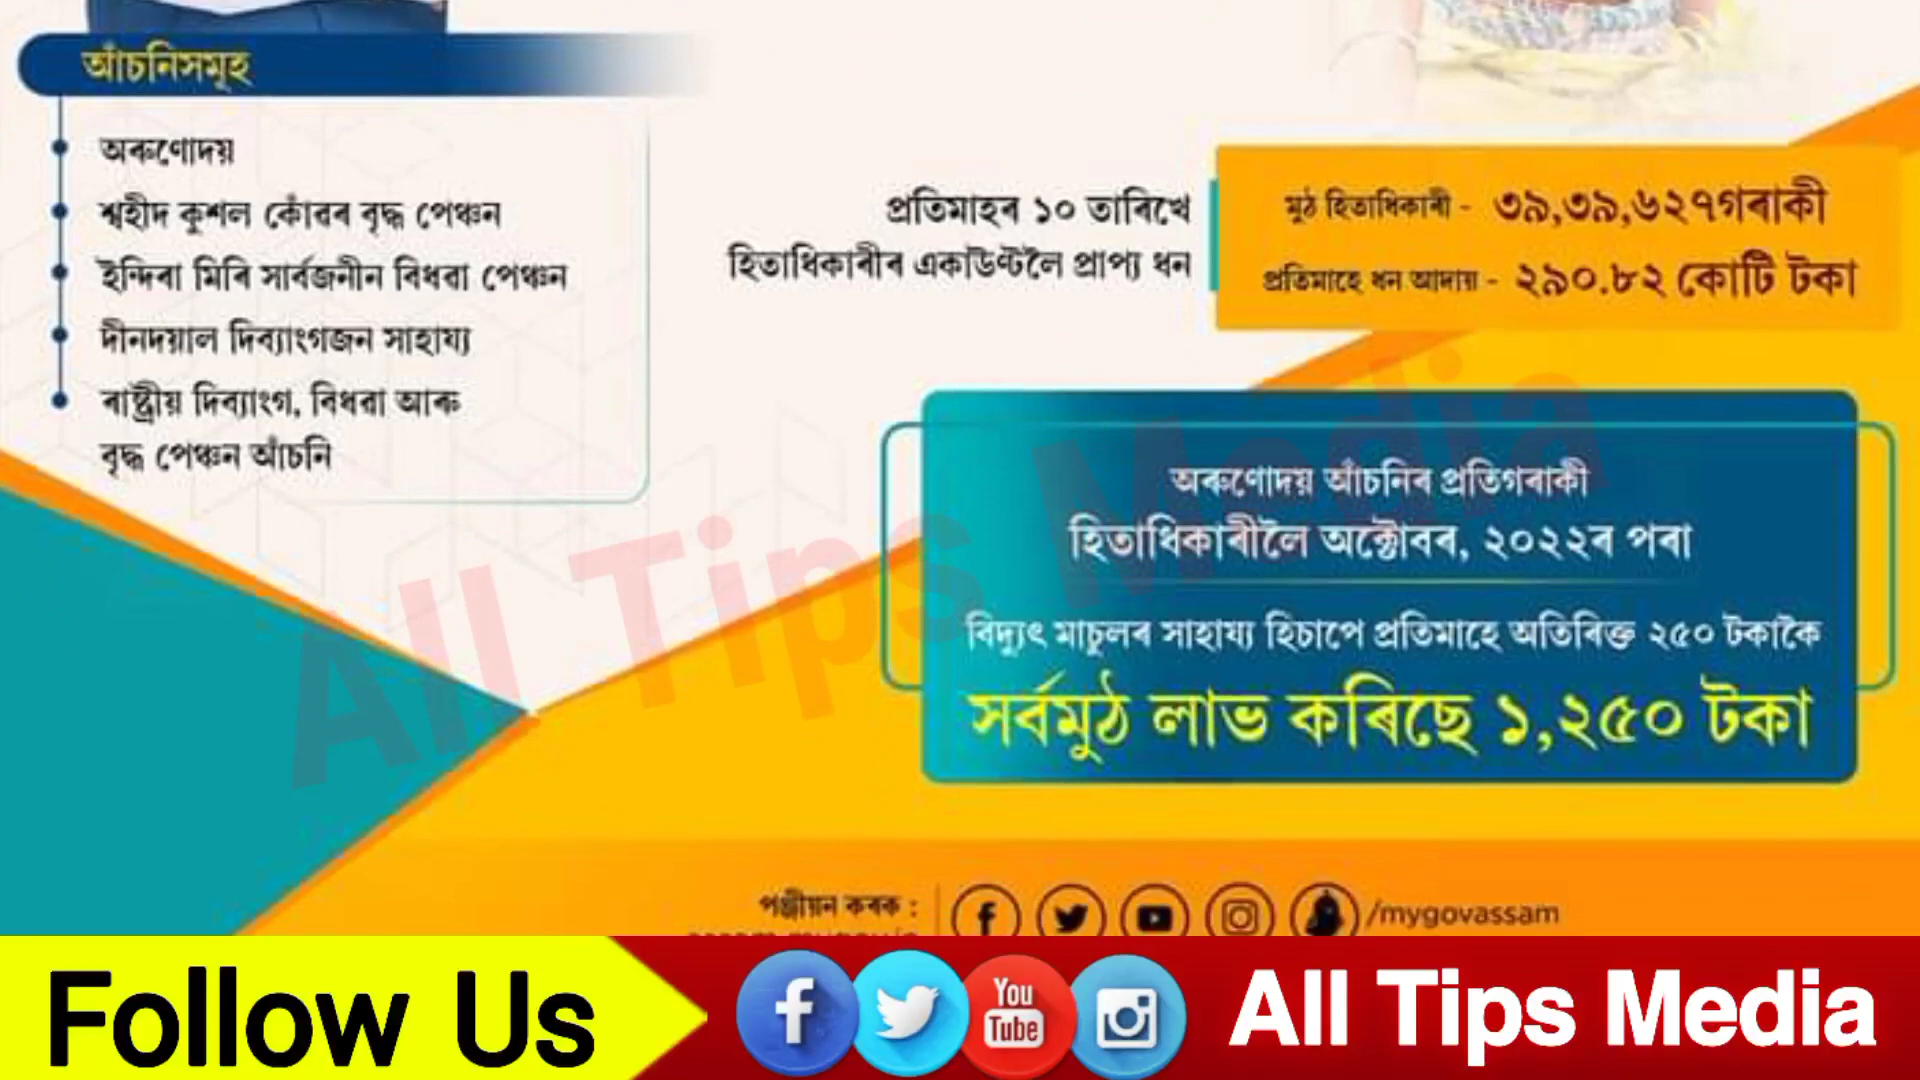 আঁচনিসমূহ
অৰুণোদয়
শ্বহীদ কুশল কোঁৱৰ বৃদ্ধ পেঞ্চন
ইন্দিৰা মিৰি সাৰ্বজনীন বিধৱা পেঞ্চন
দীনদয়াল দিব্যাংগজন সাহায্য
ৰাষ্ট্ৰীয় দিব্যাংগ, বিধৱা আৰু
বৃদ্ধ পেঞ্চন আঁচনি
প্ৰতিমাহৰ ১০ তাৰিখে
হিতাধিকাৰীৰ একাউণ্টলৈ প্ৰাপ্য ধন
মুঠ হিতাধিকাৰী - ৩৯,৩৯,৬২৭গৰাকী
প্ৰতিমাহে ধন আদায় - ২৯০.৮২ কোটি টকা
অৰুণোদয় আঁচনিৰ প্ৰতিগৰাকী
হিতাধিকাৰীলৈ অক্টোবৰ, ২০২২ৰ পৰা
বিদ্যুৎ মাচুলৰ সাহায্য হিচাপে প্ৰতিমাহে অতিৰিক্ত ২৫০ টকাকৈ
সৰ্বমুঠ লাভ কৰিছে ১,২৫০ টকা
All Tips Media
পঞ্জীয়ন কৰক :
/mygovassam
Follow Us
You
Tube
All Tips Media